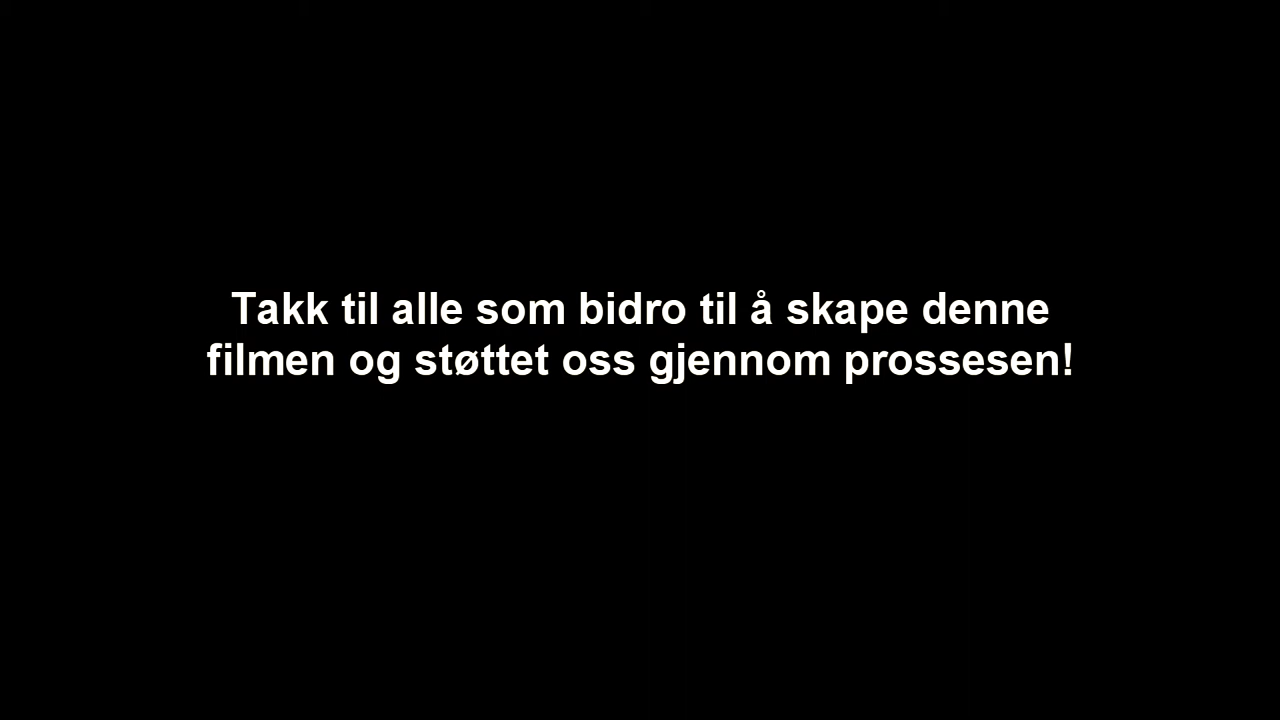 Takk til alle som bidro til å skape denne
filmen og støttet oss gjennom prossesen!